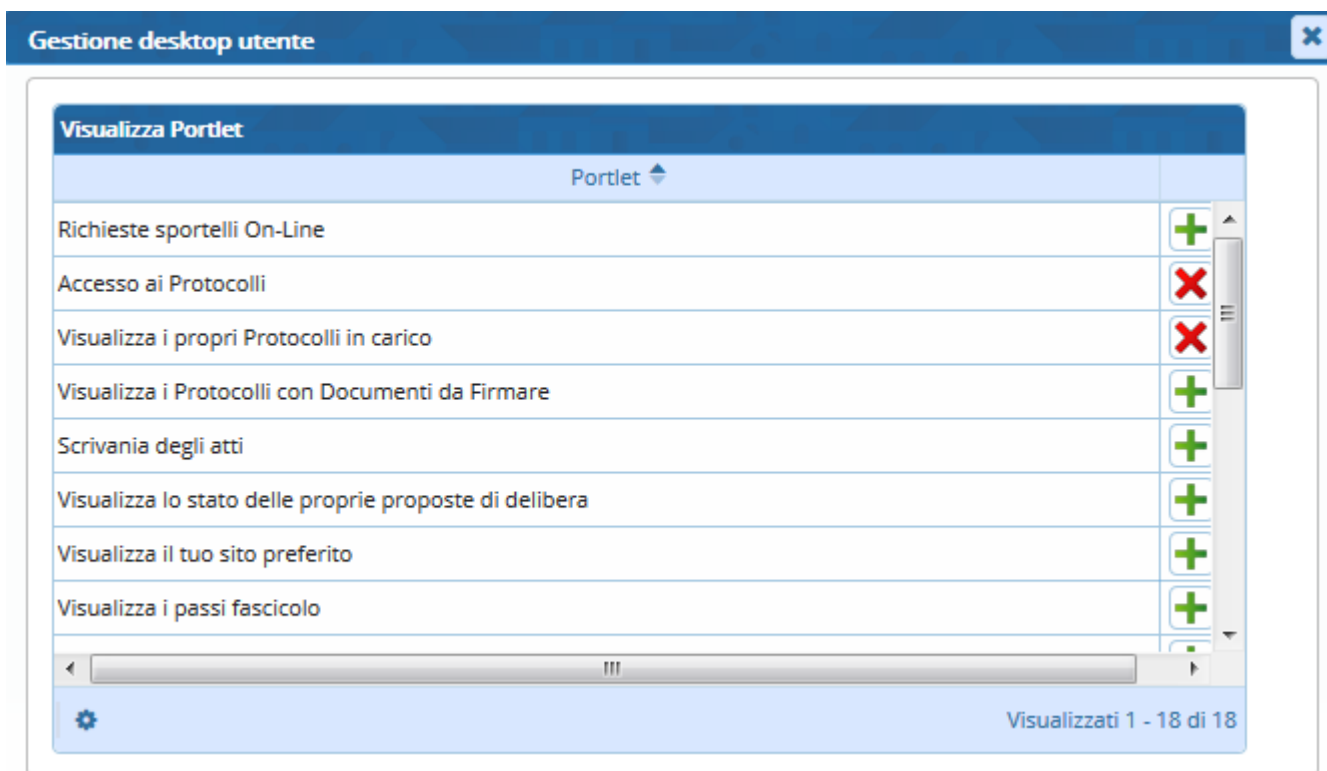 Gestione desktop utente
Visualizza Portlet
Portlet
Richieste sportelli On-Line
Accesso ai Protocolli
Visualizza i propri Protocolli in carico
Visualizza i Protocolli con Documenti da Firmare
Scrivania degli atti
Visualizza lo stato delle proprie proposte di delibera
Visualizza il tuo sito preferito
Visualizza i passi fascicolo
Visualizzati 1 - 18 di 18